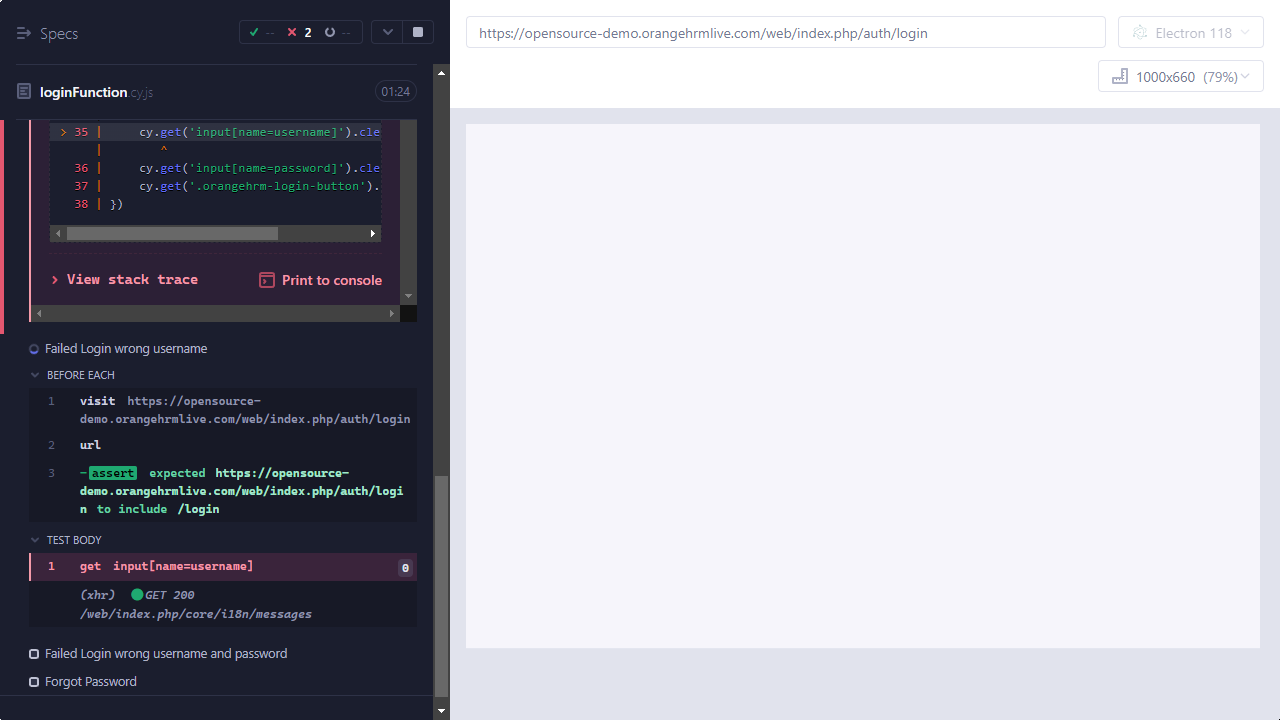 Specs
-- 2 --
loginFunction.cy.js 01:24
> 35 | cy.get('input[name=username]').cle
| ^
36 | cy.get('input[name=password]').cle
37 | cy.get('.orangehrm-login-button').
38 | })
View stack trace Print to console
Failed Login wrong username
BEFORE EACH
1 visit https://opensource-
demo.orangehrmlive.com/web/index.php/auth/login
2 url
3 -assert expected https://opensource-
demo.orangehrmlive.com/web/index.php/auth/logi
n to include /login
TEST BODY
1 get input[name=username] 0
(xhr) GET 200
/web/index.php/core/i18n/messages
Failed Login wrong username and password
Forgot Password
https://opensource-demo.orangehrmlive.com/web/index.php/auth/login
Electron 118
1000x660 (79%)